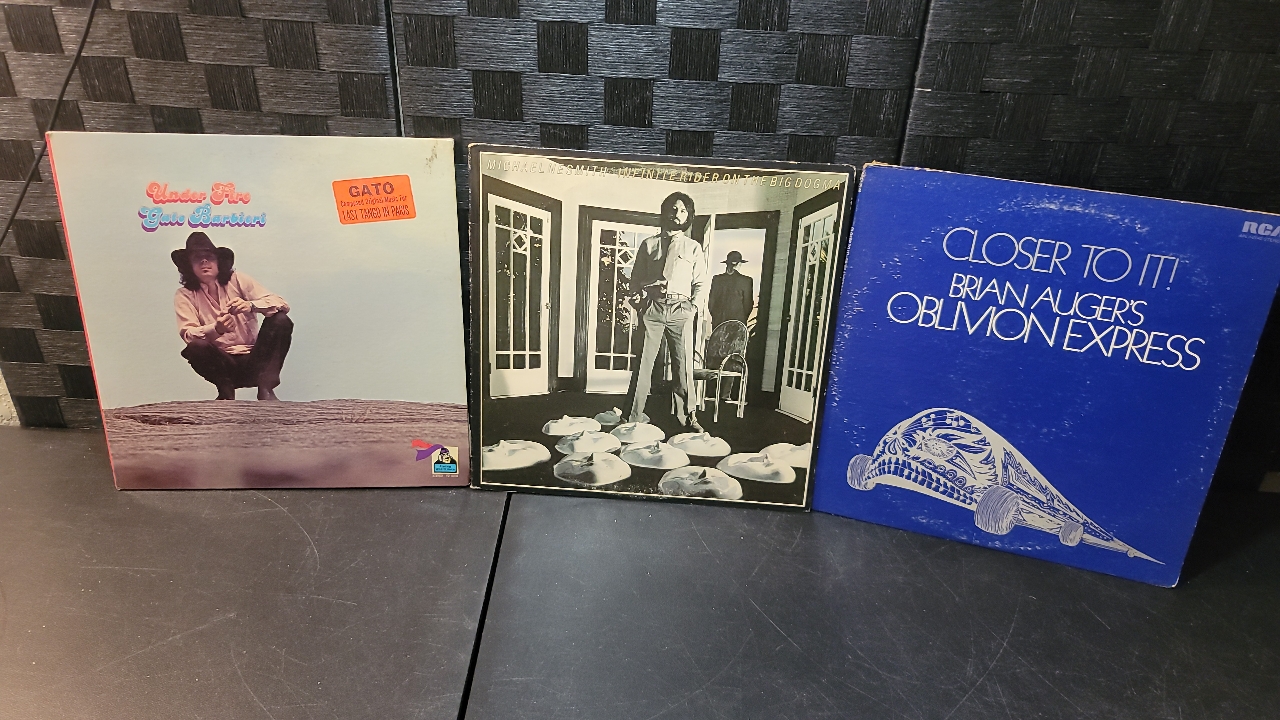 Under Fire
Gato Barbieri
GATO
Composed Original Music For
LAST TANGO IN PARIS
MICHAEL NESMITH-INFINITE RIDER ON THE BIG DOGMA
RCA
CLOSER TO IT!
BRIAN AUGER'S
OBLIVION EXPRESS